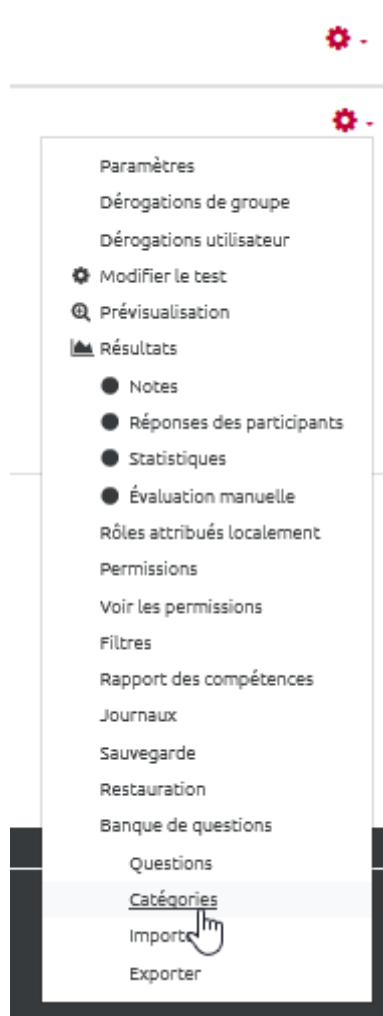 Paramètres
Dérogations de groupe
Dérogations utilisateur
Modifier le test
Prévisualisation
Résultats
Notes
Réponses des participants
Statistiques
Évaluation manuelle
Rôles attribués localement
Permissions
Voir les permissions
Filtres
Rapport des compétences
Journaux
Sauvegarde
Restauration
Banque de questions
Questions
Catégories
Exporter